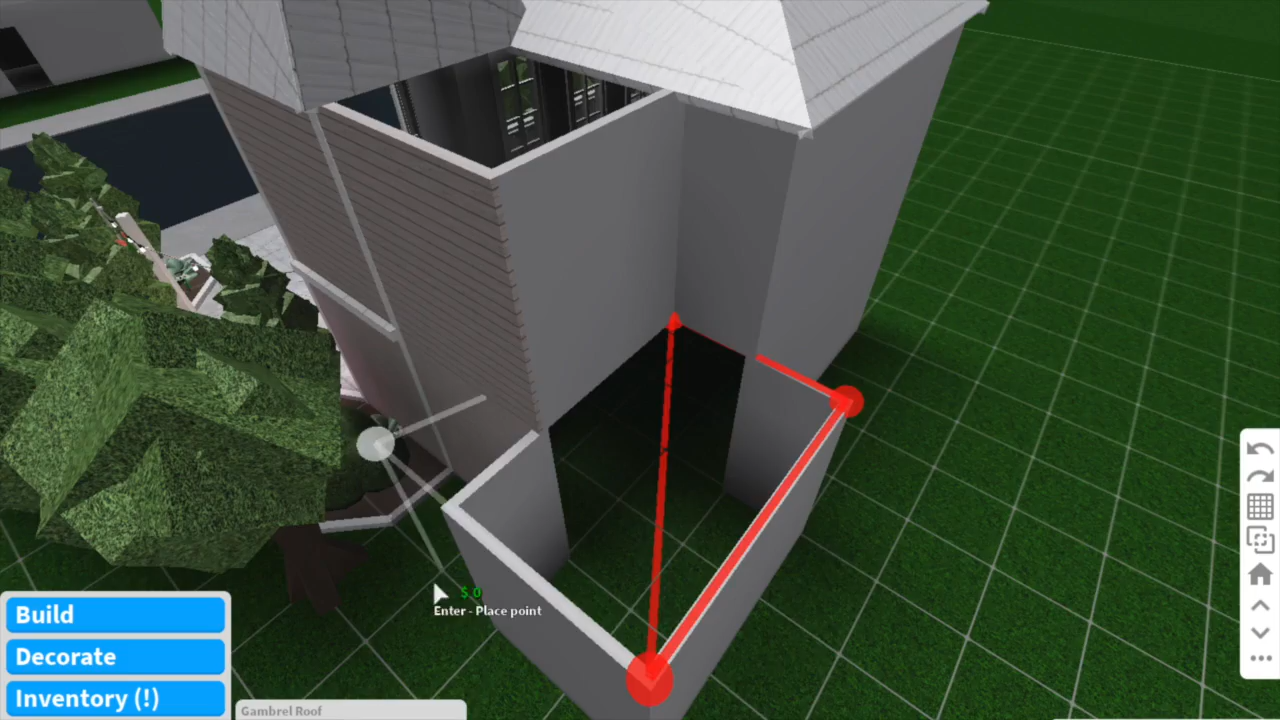 $ 0
Enter - Place point
Build
Decorate
Inventory (!)
Gambrel Roof